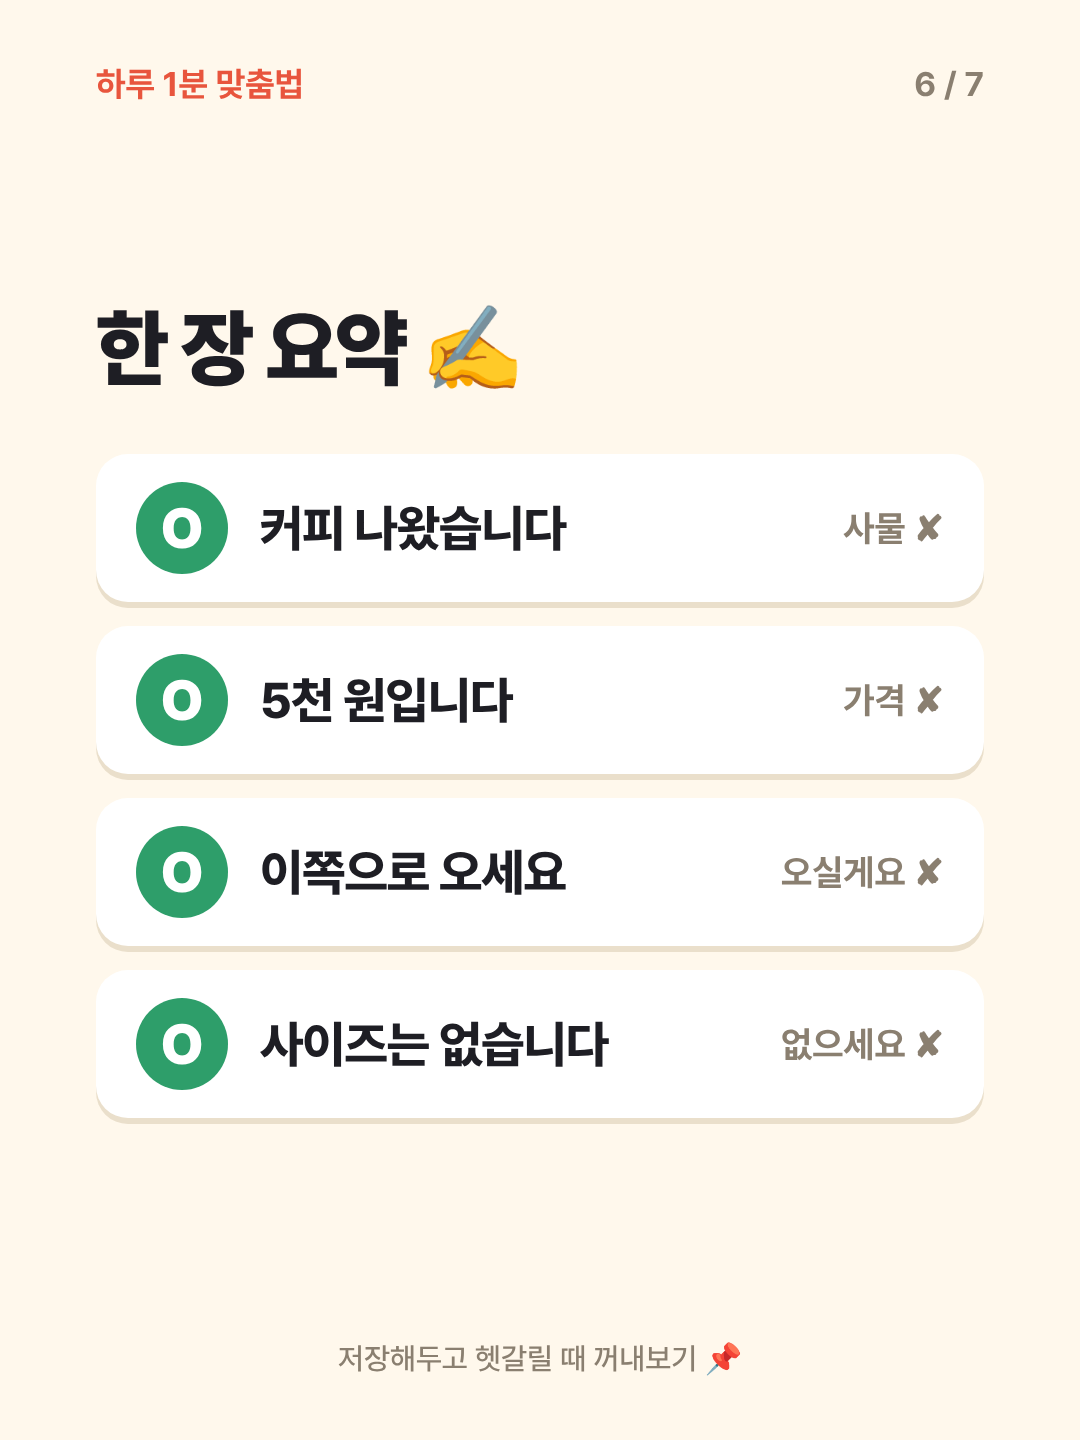 하루 1분 맞춤법
6 / 7
한 장 요약 ✍️
O 커피 나왔습니다 사물 ✘
O 5천 원입니다 가격 ✘
O 이쪽으로 오세요 오실게요 ✘
O 사이즈는 없습니다 없으세요 ✘
저장해두고 헷갈릴 때 꺼내보기 📌